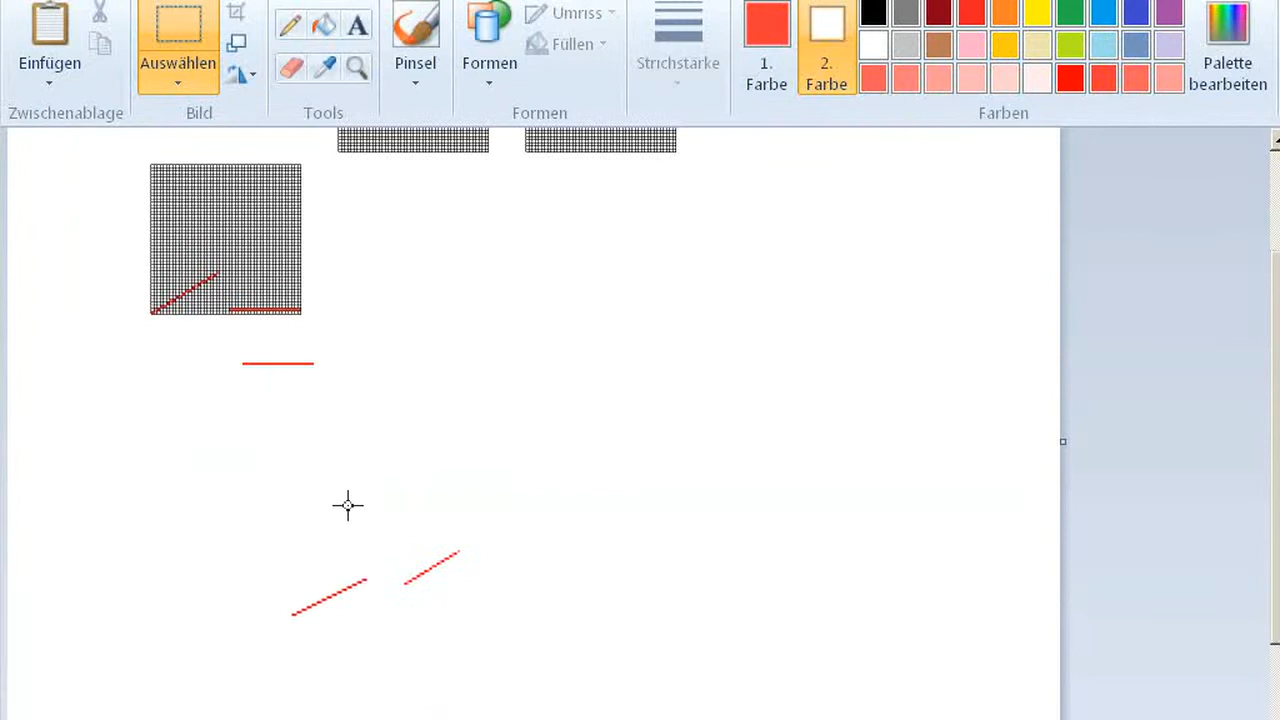 Umriss
Einfügen
Auswählen
A
Pinsel
Formen
Füllen
Strichstärke
1.
Farbe
2.
Farbe
Palette
bearbeiten
Zwischenablage
Bild
Tools
Formen
Farben